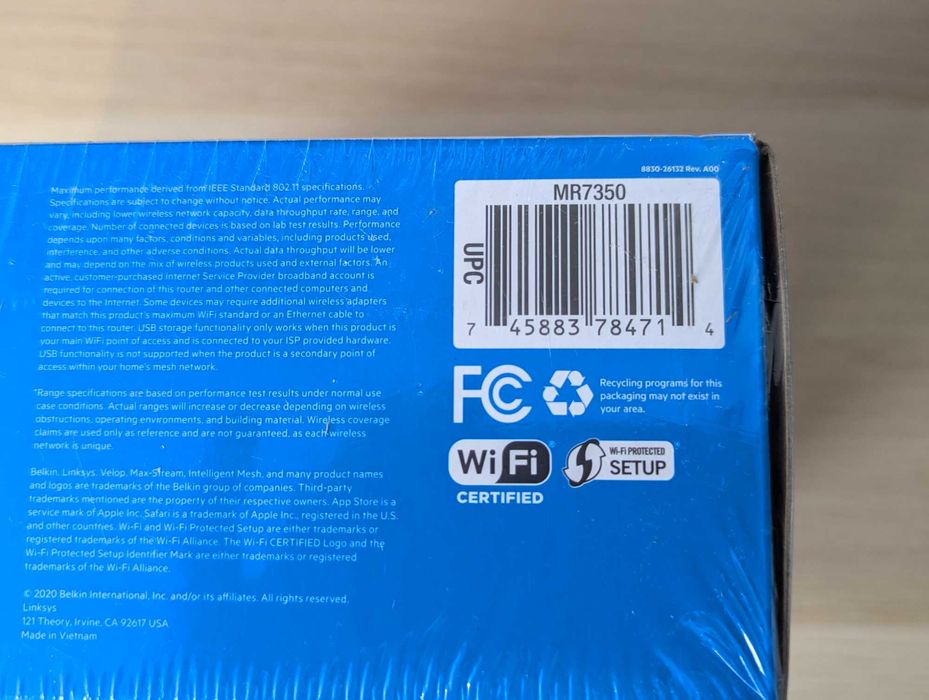 8830-26132 Rev. A00
Maximum performance derived from IEEE Standard 802.11 specifications.
Specifications are subject to change without notice. Actual performance may
vary, including lower wireless network capacity, data throughput rate, range, and
coverage. Number of connected devices is based on lab test results. Performance
depends upon many factors, conditions and variables, including products used,
interference, and other adverse conditions. Actual data throughput will be lower
and may depend on the mix of wireless products used and external factors. An
active, customer-purchased Internet Service Provider broadband account is
required for connection of this router and other connected computers and
devices to the Internet. Some devices may require additional wireless adapters
that match this product's maximum WiFi standard or an Ethernet cable to
connect to this router. USB storage functionality only works when this product is
your main WiFi point of access and is connected to your ISP provided hardware.
USB functionality is not supported when the product is a secondary point of
access within your home's mesh network.
*Range specifications are based on performance test results under normal use
case conditions. Actual ranges will increase or decrease depending on wireless
obstructions, operating environments, and building material. Wireless coverage
claims are used only as reference and are not guaranteed, as each wireless
network is unique.
Belkin, Linksys, Velop, Max-Stream, Intelligent Mesh, and many product names
and logos are trademarks of the Belkin group of companies. Third-party
trademarks mentioned are the property of their respective owners. App Store is a
service mark of Apple Inc. Safari is a trademark of Apple Inc., registered in the U.S.
and other countries. Wi-Fi and Wi-Fi Protected Setup are either trademarks or
registered trademarks of the Wi-Fi Alliance. The Wi-Fi CERTIFIED Logo and the
Wi-Fi Protected Setup Identifier Mark are either trademarks or registered
trademarks of the Wi-Fi Alliance.
© 2020 Belkin International, Inc. and/or its affiliates. All rights reserved.
Linksys
121 Theory, Irvine, CA 92617 USA
Made in Vietnam
MR7350
UPC
7 45883 78471 4
FC
Recycling programs for this
packaging may not exist in
your area.
Wi Fi®
CERTIFIED
WI-FI PROTECTED
SETUP